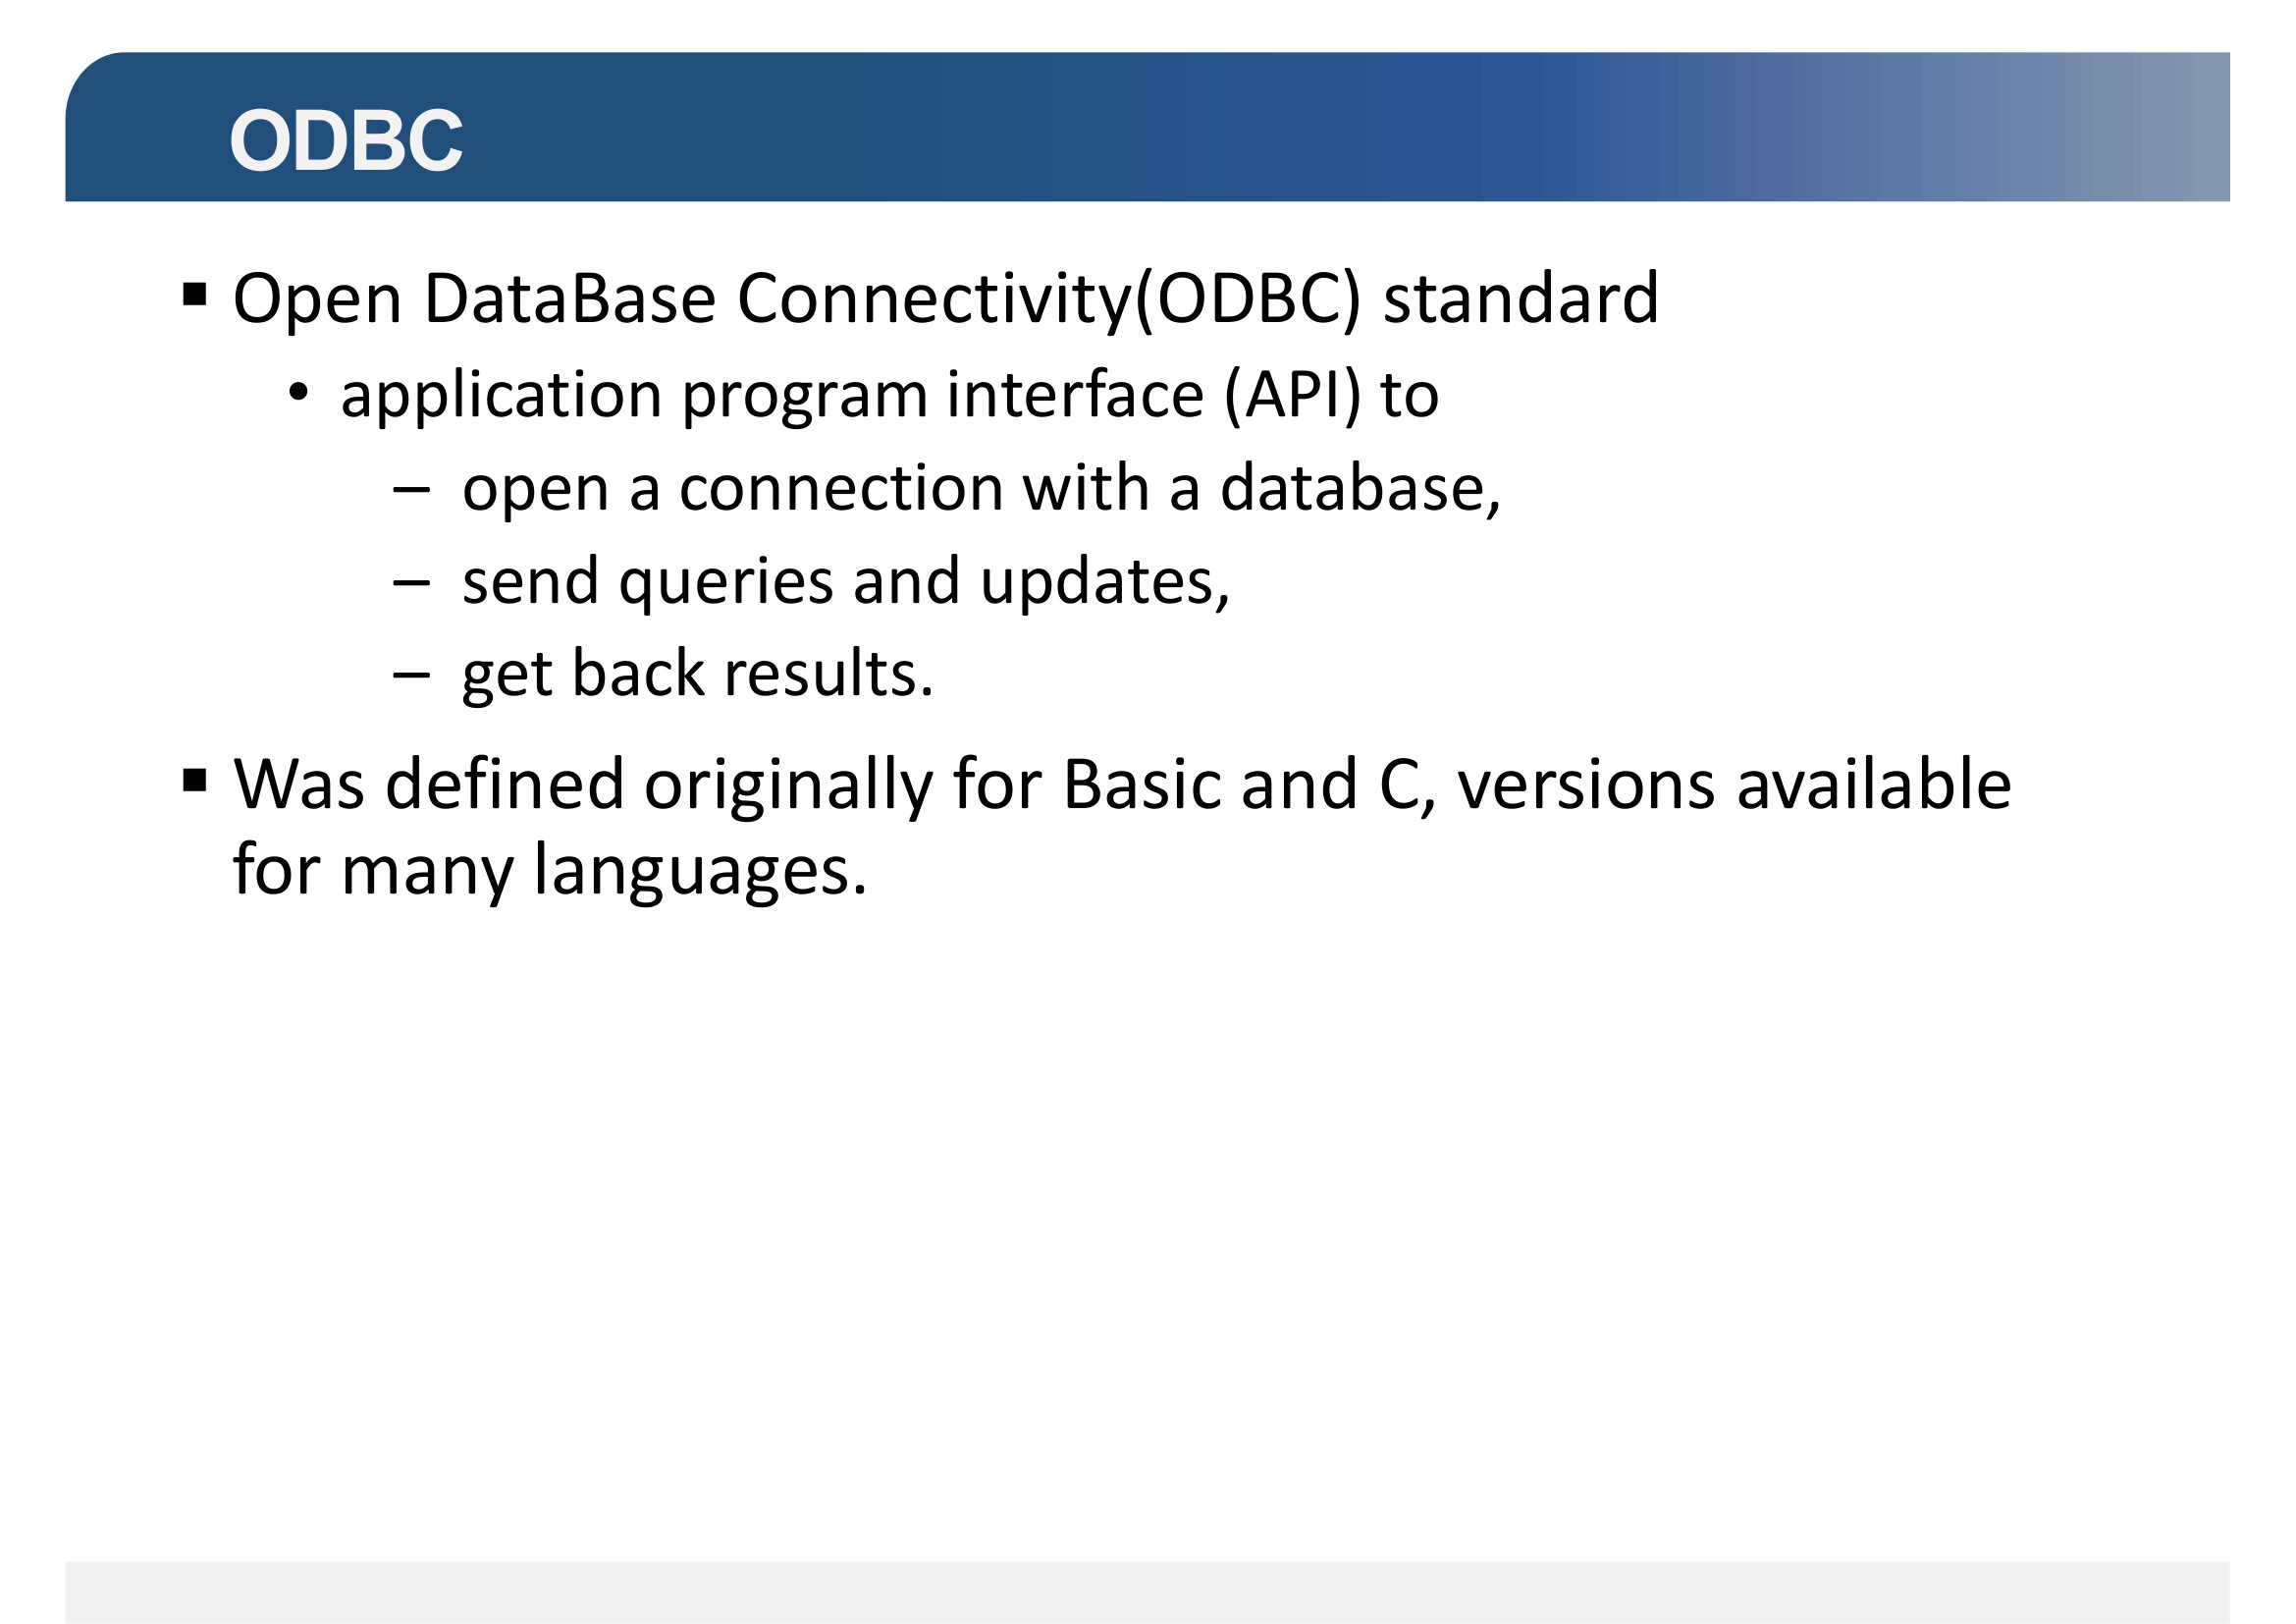 ODBC
▪ Open DataBase Connectivity(ODBC) standard
• application program interface (API) to
– open a connection with a database,
– send queries and updates,
– get back results.
▪ Was defined originally for Basic and C, versions available
for many languages.